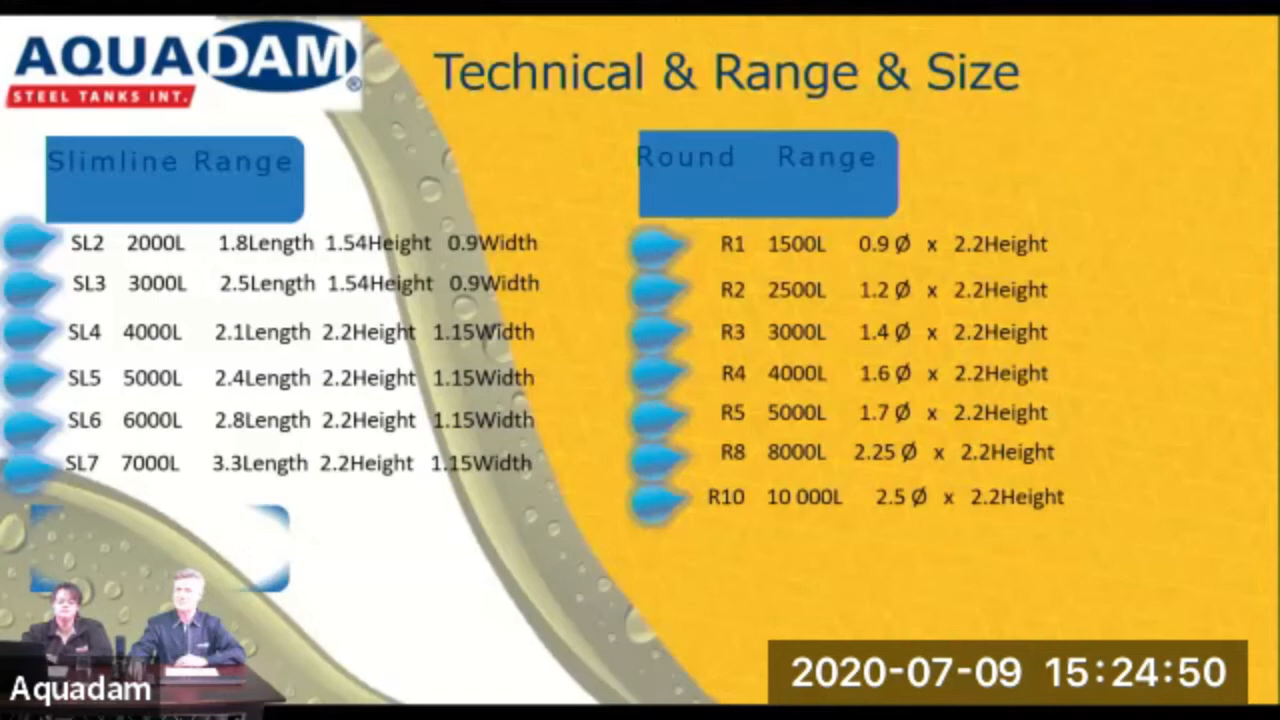 AQUADAM®
STEEL TANKS INT.
Technical & Range & Size
Slimline Range
SL2 2000L 1.8Length 1.54Height 0.9Width
SL3 3000L 2.5Length 1.54Height 0.9Width
SL4 4000L 2.1Length 2.2Height 1.15Width
SL5 5000L 2.4Length 2.2Height 1.15Width
SL6 6000L 2.8Length 2.2Height 1.15Width
SL7 7000L 3.3Length 2.2Height 1.15Width
Round Range
R1 1500L 0.9 Ø x 2.2Height
R2 2500L 1.2 Ø x 2.2Height
R3 3000L 1.4 Ø x 2.2Height
R4 4000L 1.6 Ø x 2.2Height
R5 5000L 1.7 Ø x 2.2Height
R8 8000L 2.25 Ø x 2.2Height
R10 10 000L 2.5 Ø x 2.2Height
Aquadam
2020-07-09 15:24:50